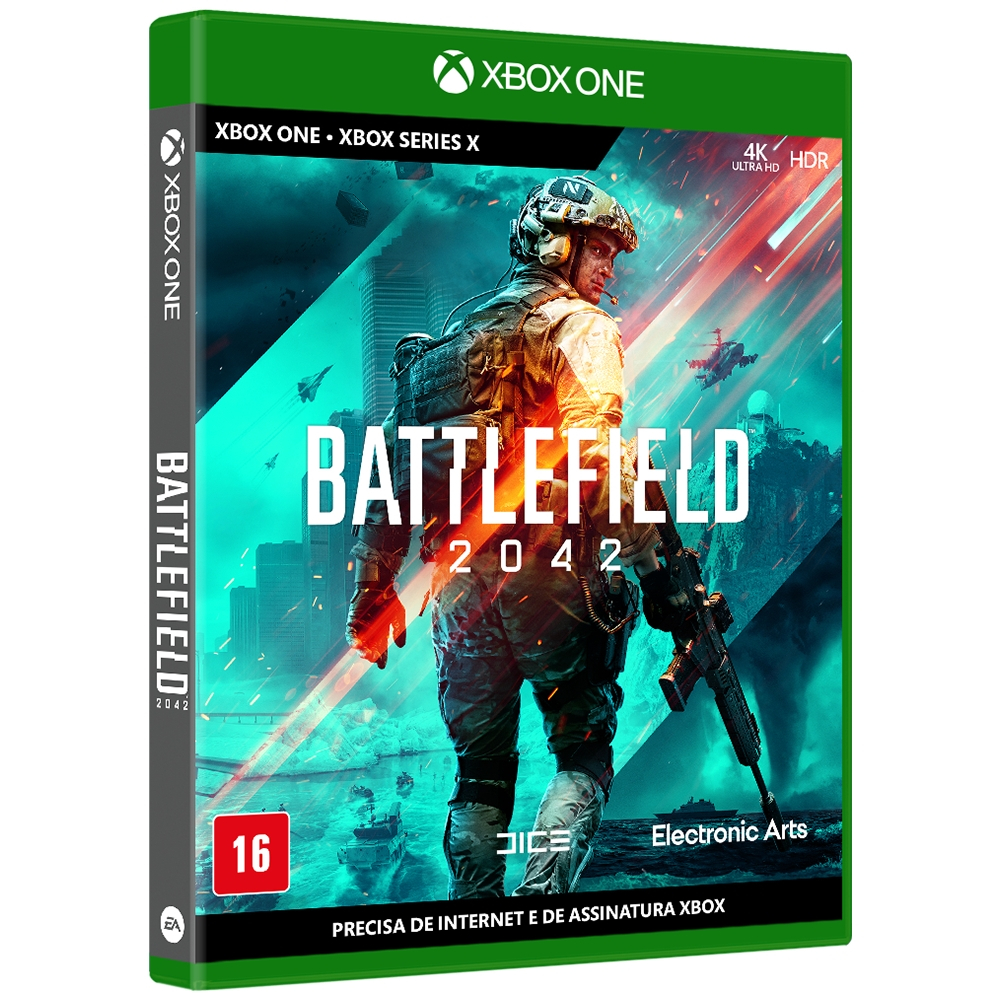 XBOX ONE
XBOX ONE • XBOX SERIES X
4K
ULTRA HD
HDR
BATTLEFIELD™
2042
16
DICE
Electronic Arts
PRECISA DE INTERNET E DE ASSINATURA XBOX
XBOX ONE
BATTLEFIELD
2042
EA